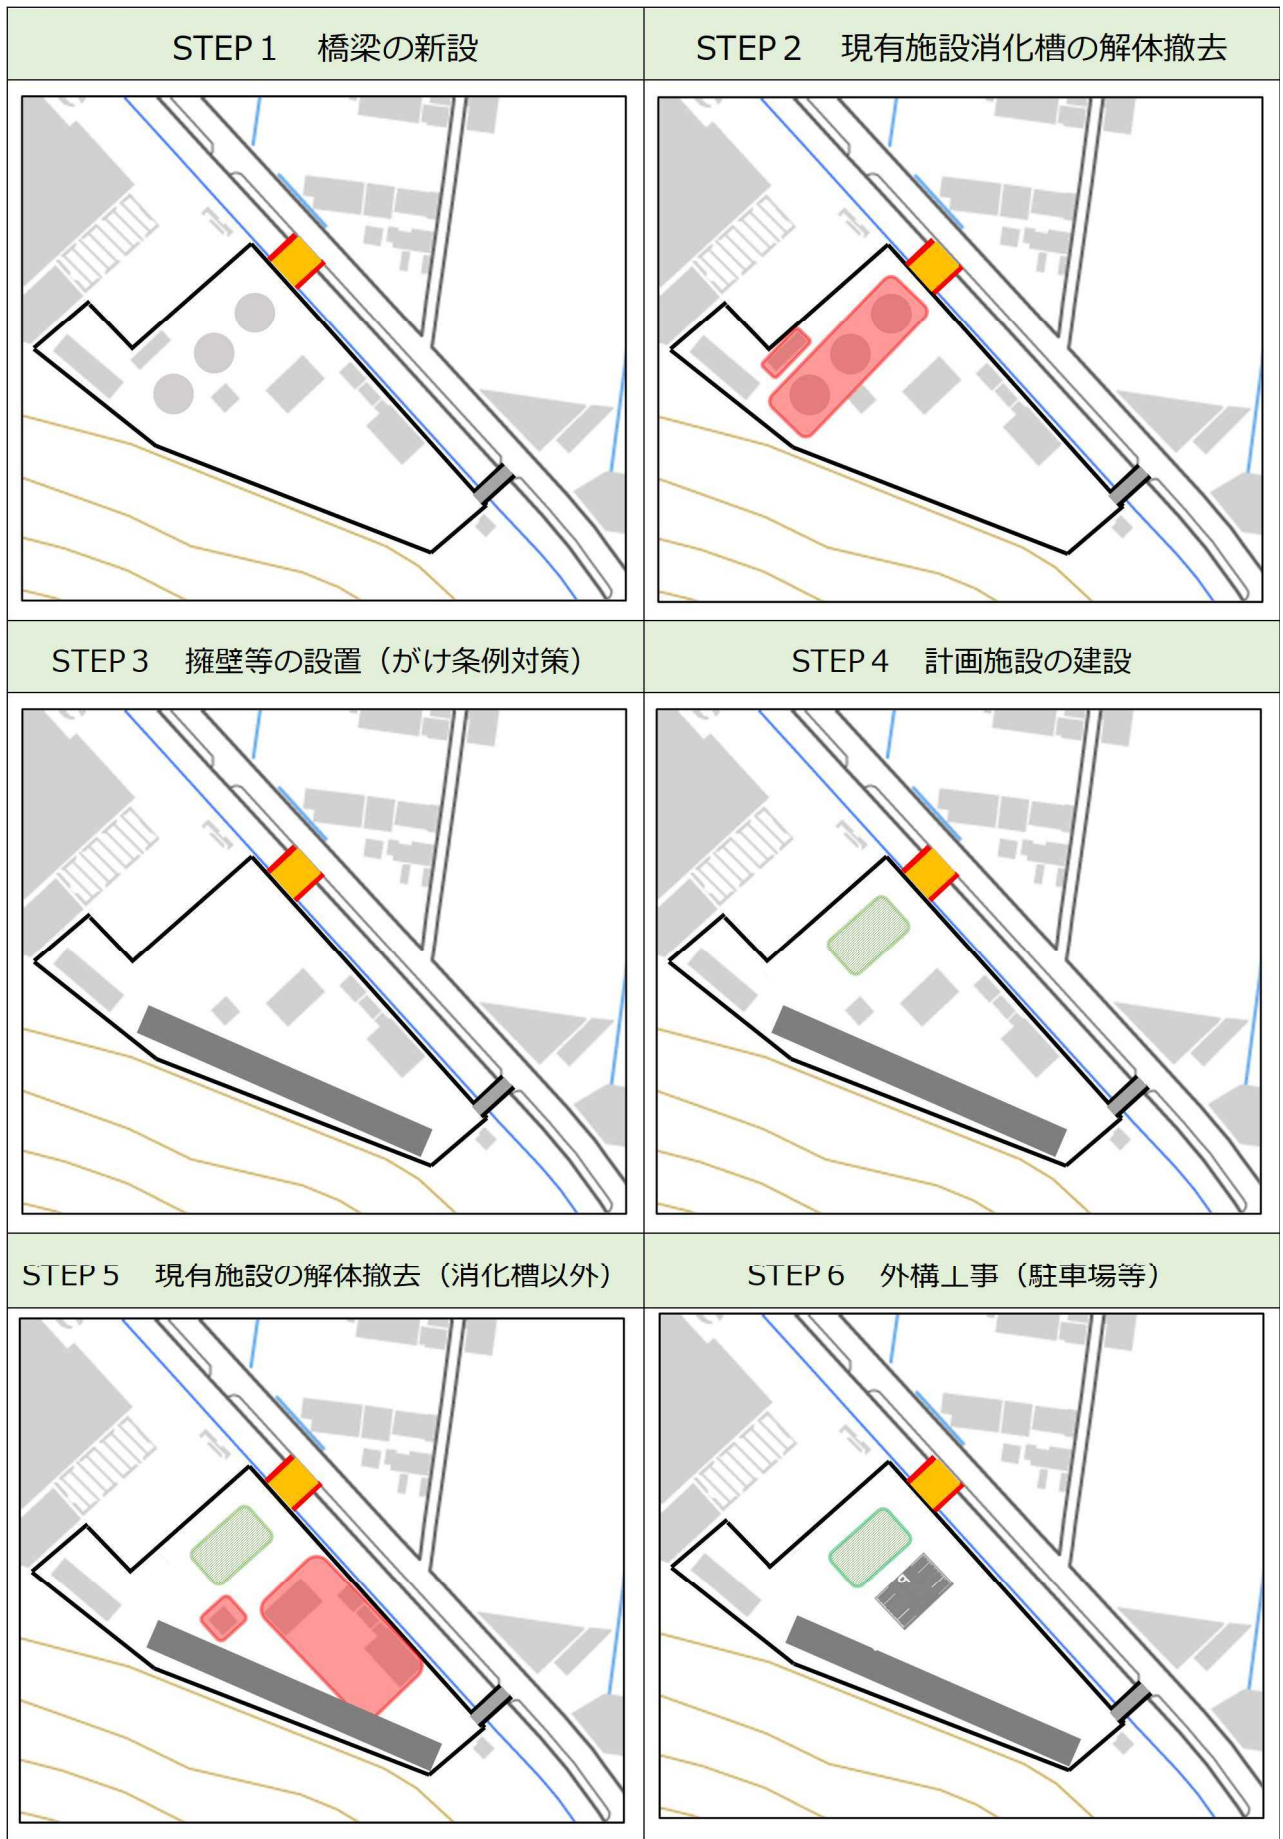 STEP1 橋梁の新設
STEP2 現有施設消化槽の解体撤去
STEP3 擁壁等の設置（がけ条例対策）
STEP4 計画施設の建設
STEP5 現有施設の解体撤去（消化槽以外）
STEP6 外構工事（駐車場等）